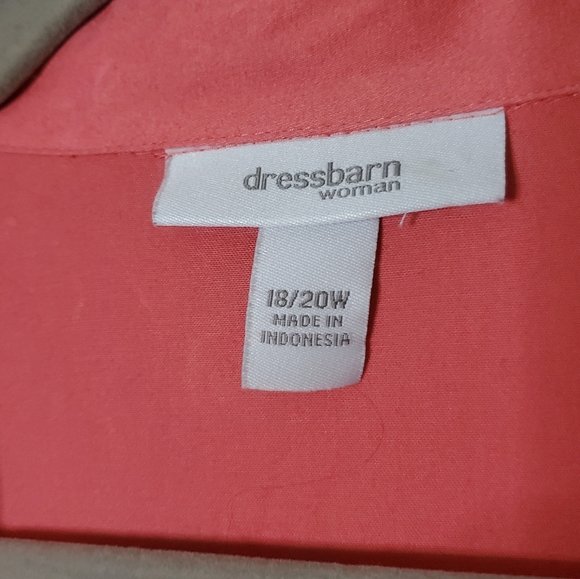 dressbarn
woman
18/20W
MADE IN
INDONESIA